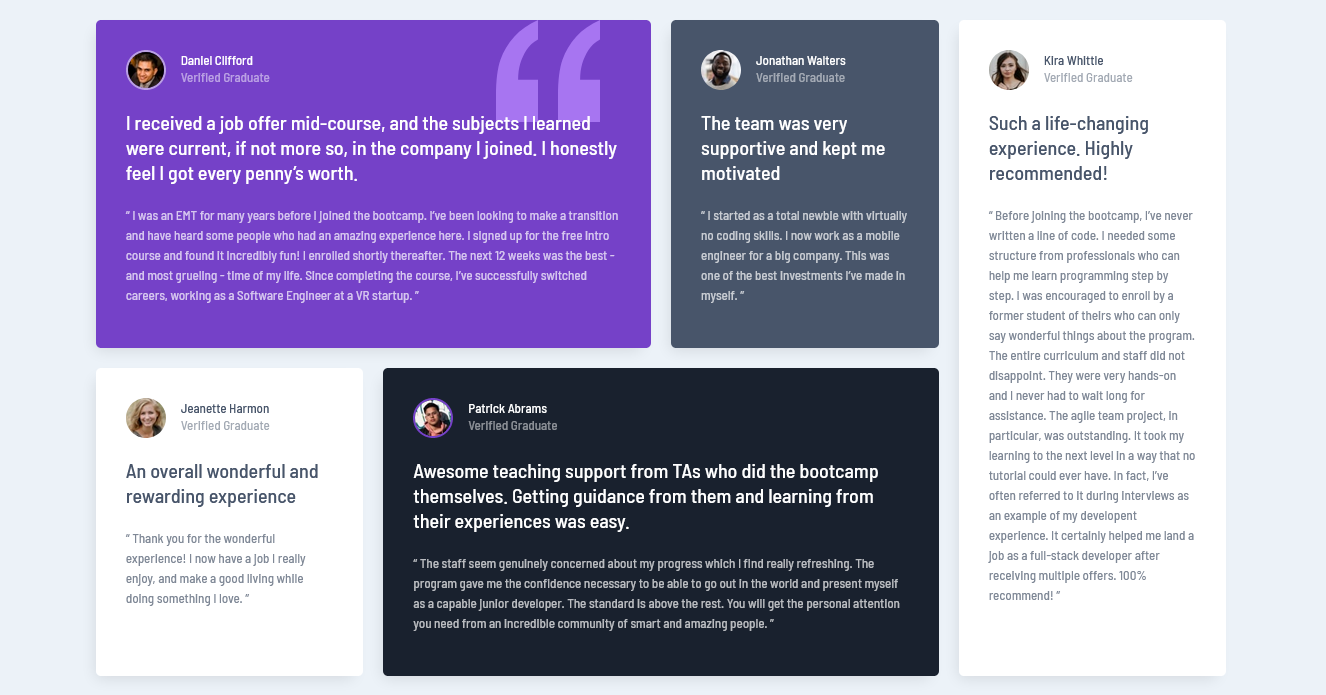 Daniel Clifford
Verified Graduate
I received a job offer mid-course, and the subjects I learned
were current, if not more so, in the company I joined. I honestly
feel I got every penny’s worth.
“ I was an EMT for many years before I joined the bootcamp. I’ve been looking to make a transition
and have heard some people who had an amazing experience here. I signed up for the free intro
course and found it incredibly fun! I enrolled shortly thereafter. The next 12 weeks was the best -
and most grueling - time of my life. Since completing the course, I’ve successfully switched
careers, working as a Software Engineer at a VR startup. ”
Jonathan Walters
Verified Graduate
The team was very
supportive and kept me
motivated
“ I started as a total newbie with virtually
no coding skills. I now work as a mobile
engineer for a big company. This was
one of the best investments I’ve made in
myself. ”
Kira Whittle
Verified Graduate
Such a life-changing
experience. Highly
recommended!
“ Before joining the bootcamp, I’ve never
written a line of code. I needed some
structure from professionals who can
help me learn programming step by
step. I was encouraged to enroll by a
former student of theirs who can only
say wonderful things about the program.
The entire curriculum and staff did not
disappoint. They were very hands-on
and I never had to wait long for
assistance. The agile team project, in
particular, was outstanding. It took my
learning to the next level in a way that no
tutorial could ever have. In fact, I’ve
often referred to it during interviews as
an example of my developent
experience. It certainly helped me land a
job as a full-stack developer after
receiving multiple offers. 100%
recommend! ”
Jeanette Harmon
Verified Graduate
An overall wonderful and
rewarding experience
“ Thank you for the wonderful
experience! I now have a job I really
enjoy, and make a good living while
doing something I love. ”
Patrick Abrams
Verified Graduate
Awesome teaching support from TAs who did the bootcamp
themselves. Getting guidance from them and learning from
their experiences was easy.
“ The staff seem genuinely concerned about my progress which I find really refreshing. The
program gave me the confidence necessary to be able to go out in the world and present myself
as a capable junior developer. The standard is above the rest. You will get the personal attention
you need from an incredible community of smart and amazing people. ”